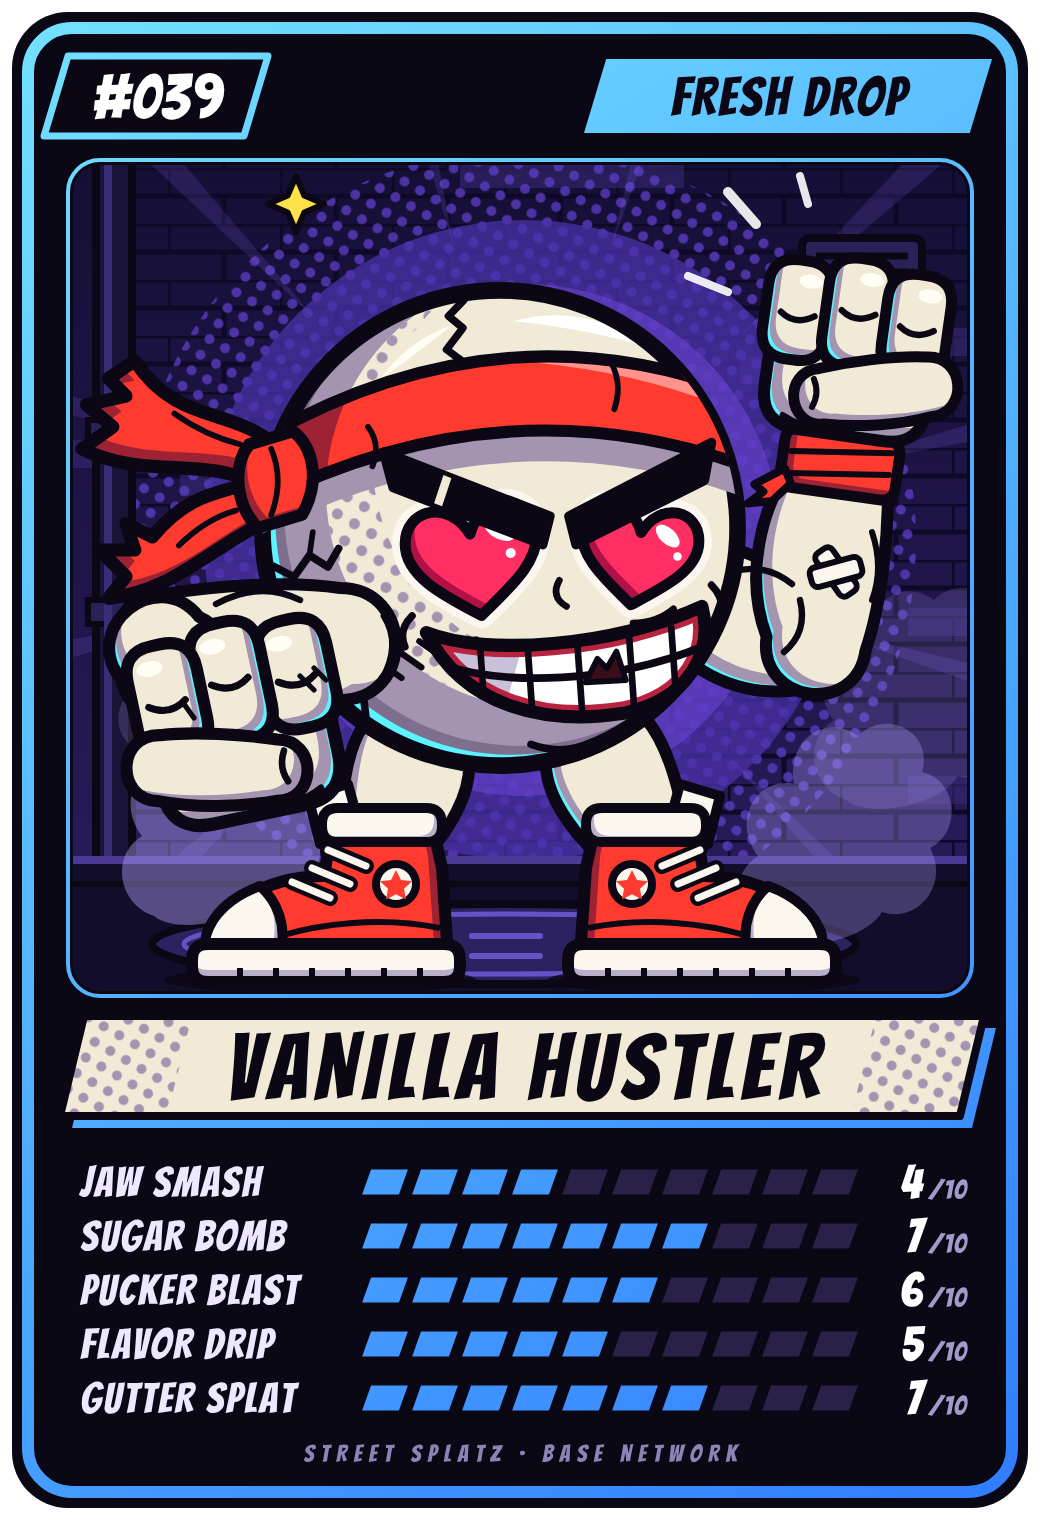 #039
FRESH DROP
VANILLA HUSTLER
JAW SMASH 4/10
SUGAR BOMB 7/10
PUCKER BLAST 6/10
FLAVOR DRIP 5/10
GUTTER SPLAT 7/10
STREET SPLATZ · BASE NETWORK